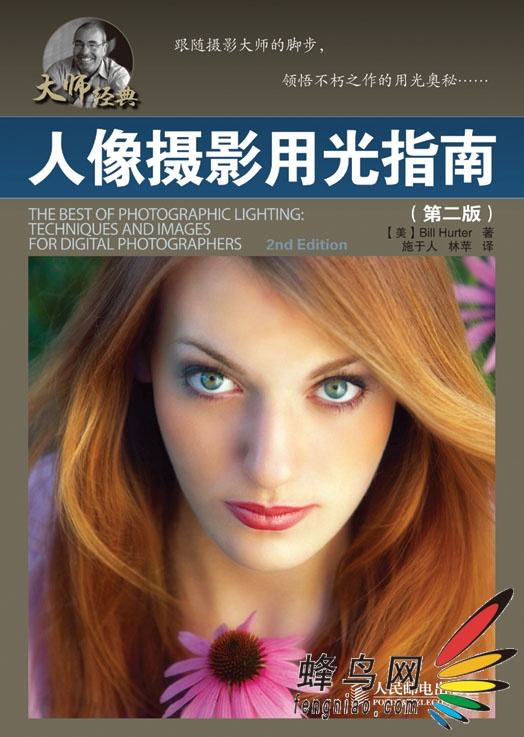 跟随摄影大师的脚步，
领悟不朽之作的用光奥秘……
大师经典
人像摄影用光指南
（第二版）
THE BEST OF PHOTOGRAPHIC LIGHTING:
TECHNIQUES AND IMAGES
FOR DIGITAL PHOTOGRAPHERS 2nd Edition
【美】Bill Hurter 著
施于人 林苹 译
蜂鸟网
fengniao.com
人民邮电出